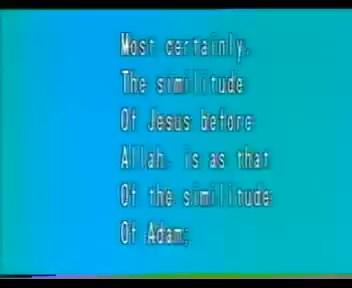 Most certainly.
The similitude
Of Jesus before
Allah, is as that
Of the similitude
Of Adam;